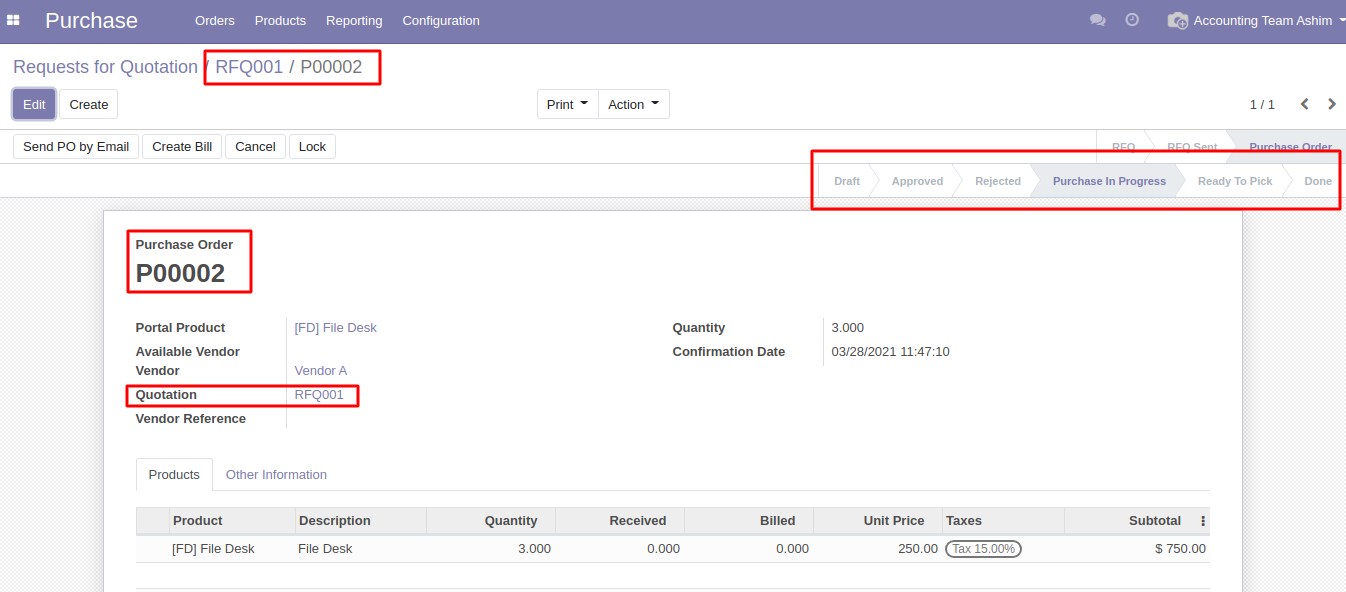 Purchase Orders Products Reporting Configuration Accounting Team Ashim
Requests for Quotation / RFQ001 / P00002
Edit Create Print Action 1 / 1
Send PO by Email Create Bill Cancel Lock RFQ RFQ Sent Purchase Order
Draft Approved Rejected Purchase In Progress Ready To Pick Done
Purchase Order
P00002
Portal Product [FD] File Desk Quantity 3.000
Available Vendor Confirmation Date 03/28/2021 11:47:10
Vendor Vendor A
Quotation RFQ001
Vendor Reference
Products Other Information
Product Description Quantity Received Billed Unit Price Taxes Subtotal
[FD] File Desk File Desk 3.000 0.000 0.000 250.00 Tax 15.00% $ 750.00